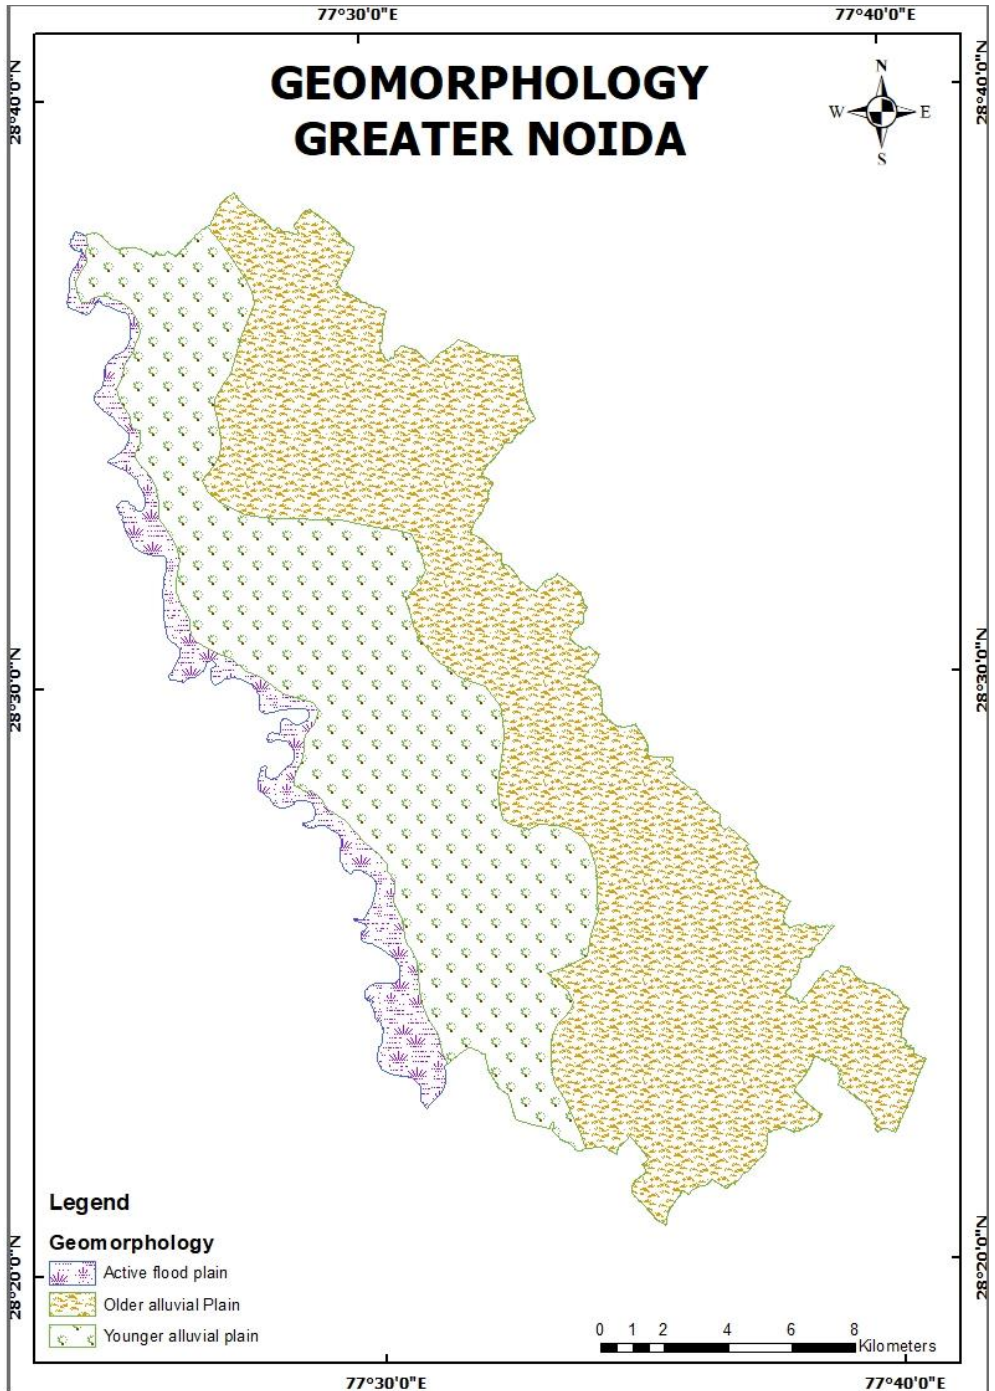 77°30'0"E
77°40'0"E
GEOMORPHOLOGY
GREATER NOIDA
N
W
E
S
28°40'0"N
28°40'0"N
28°30'0"N
28°30'0"N
28°20'0"N
28°20'0"N
Legend
Geomorphology
Active flood plain
Older alluvial Plain
Younger alluvial plain
0 1 2 4 6 8
Kilometers
77°30'0"E
77°40'0"E